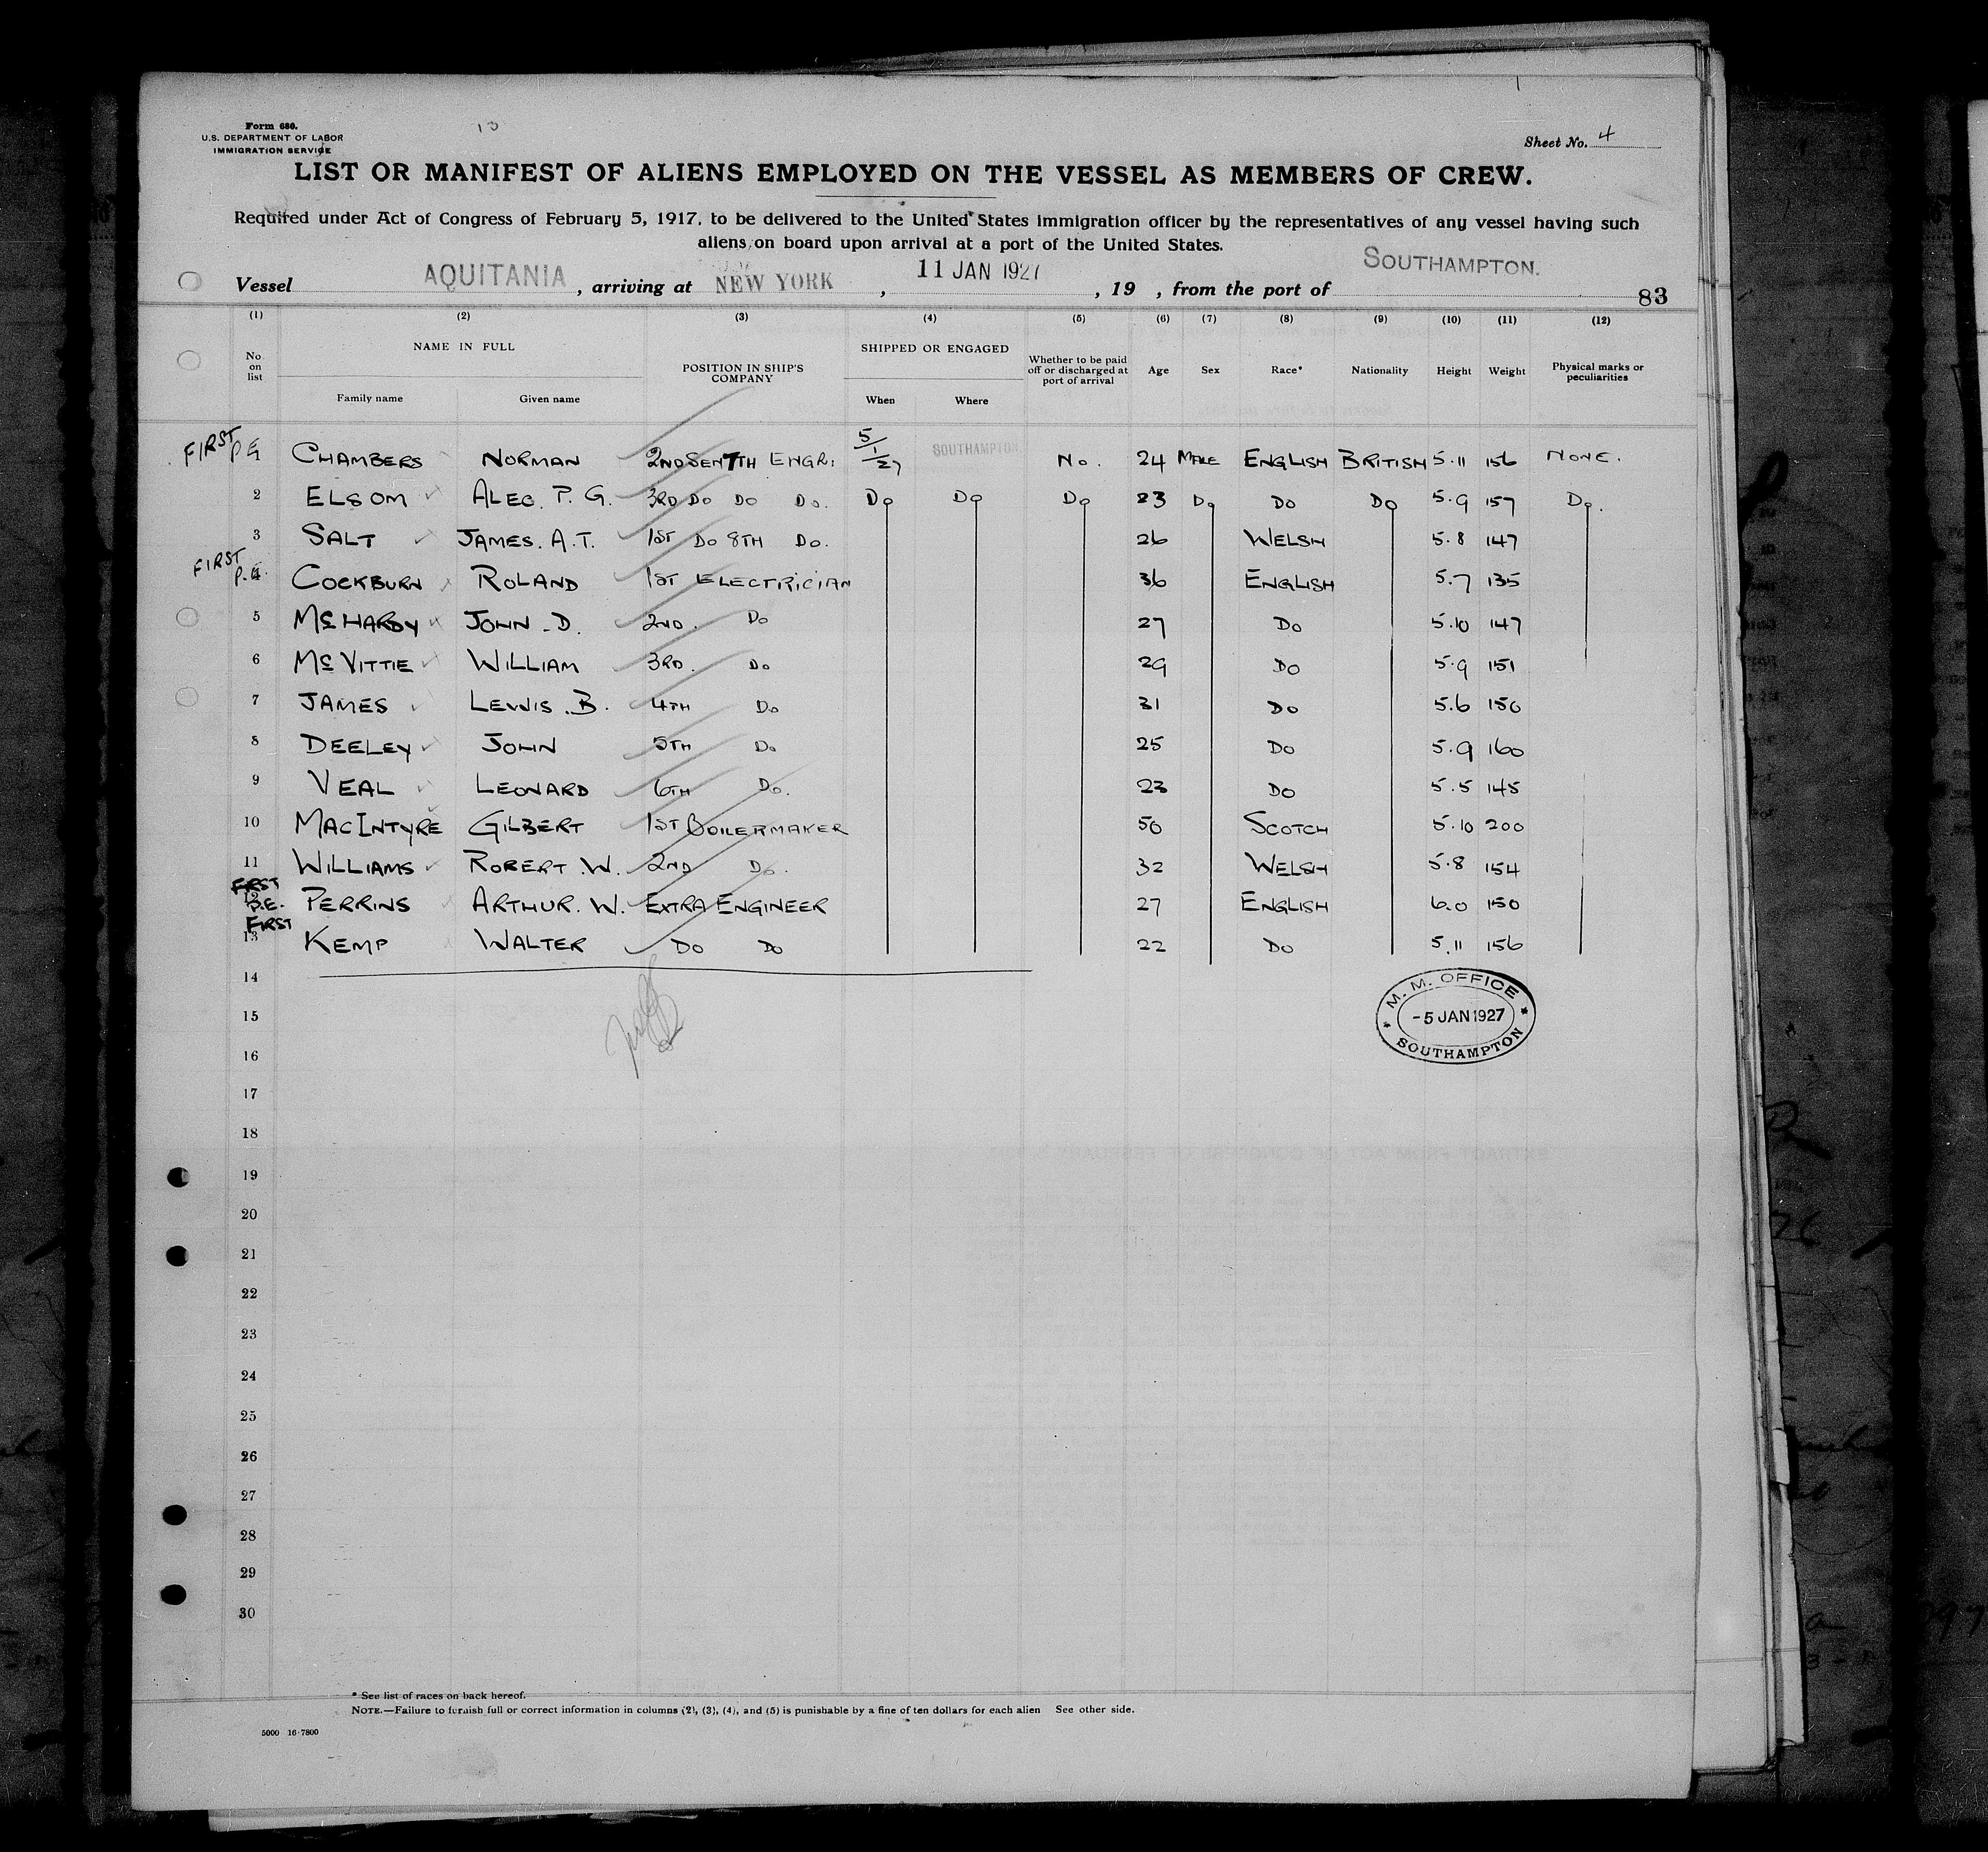 Form 680.
U.S. DEPARTMENT OF LABOR
IMMIGRATION SERVICE
13
Sheet No. 4
LIST OR MANIFEST OF ALIENS EMPLOYED ON THE VESSEL AS MEMBERS OF CREW.
Required under Act of Congress of February 5, 1917, to be delivered to the United States immigration officer by the representatives of any vessel having such
aliens on board upon arrival at a port of the United States.
Vessel AQUITANIA, arriving at NEW YORK, 11 JAN 1927, 19 , from the port of SOUTHAMPTON.
83
(1) (2) (3) (4) (5) (6) (7) (8) (9) (10) (11) (12)
No. on list NAME IN FULL POSITION IN SHIP'S COMPANY SHIPPED OR ENGAGED Whether to be paid off or discharged at port of arrival Age Sex Race* Nationality Height Weight Physical marks or peculiarities
Family name Given name When Where
FIRST P.E. 1 CHAMBERS NORMAN 2ND SEN 7TH ENGR. 5/1/27 SOUTHAMPTON No. 24 MALE ENGLISH BRITISH 5.11 156 NONE.
2 ELSOM ALEC. P. G. 3RD DO DO DO. DO DO DO 23 DO DO DO 5.9 157 DO.
3 SALT JAMES. A.T. 1ST DO 8TH DO. 26 WELSH 5.8 147
FIRST P.E. 4 COCKBURN ROLAND 1ST ELECTRICIAN 36 ENGLISH 5.7 135
5 McHARDY JOHN. D. 2ND. DO 27 DO 5.10 147
6 McVITTIE WILLIAM 3RD. DO 29 DO 5.9 151
7 JAMES LEWIS. B. 4TH DO 31 DO 5.6 150
8 DEELEY JOHN 5TH DO 25 DO 5.9 160
9 VEAL LEONARD 6TH DO. 23 DO 5.5 145
10 MACINTYRE GILBERT 1ST BOILERMAKER 50 SCOTCH 5.10 200
11 WILLIAMS ROBERT. W. 2ND DO. 32 WELSH 5.8 154
FIRST P.E. 12 PERRINS ARTHUR. W. EXTRA ENGINEER 27 ENGLISH 6.0 150
FIRST 13 KEMP WALTER DO DO 22 DO 5.11 156
14
15
16
M. M. OFFICE
-5 JAN 1927
SOUTHAMPTON
17
18
19
20
21
22
23
24
25
26
27
28
29
30
* See list of races on back hereof.
NOTE.—Failure to furnish full or correct information in columns (2), (3), (4), and (5) is punishable by a fine of ten dollars for each alien See other side.
5000 16-7800